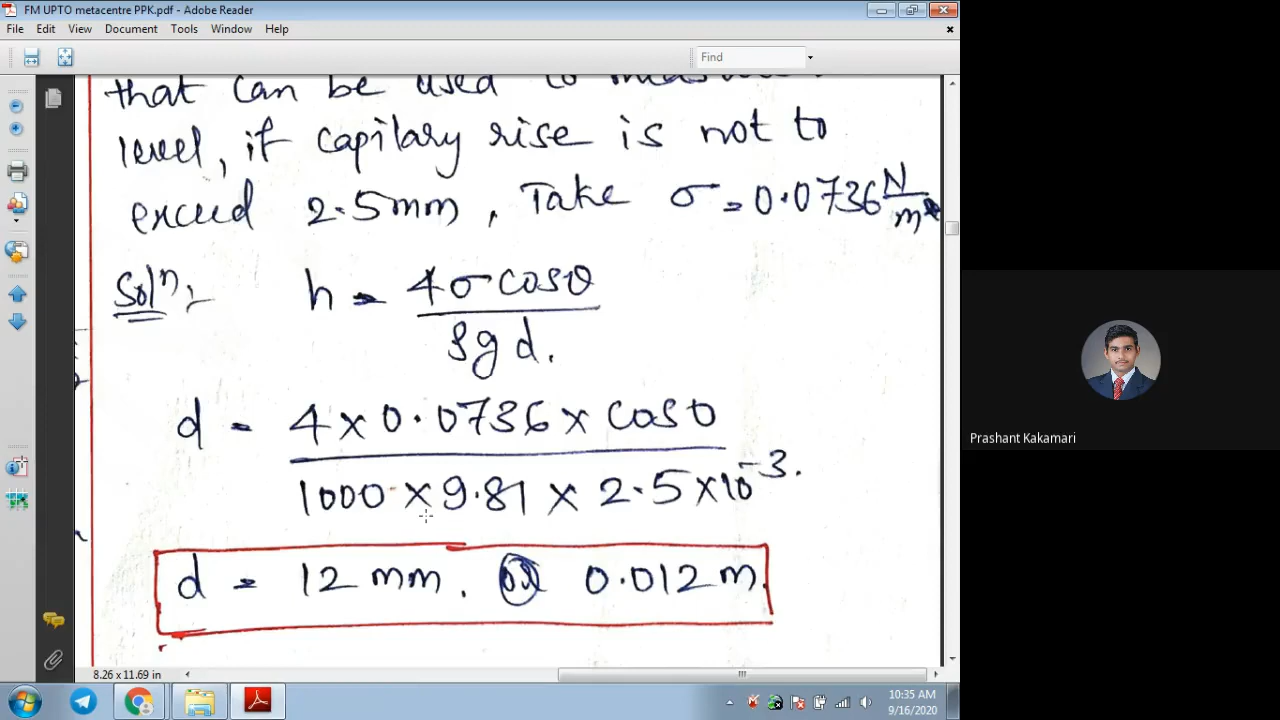 FM UPTO metacentre PPK.pdf - Adobe Reader
File Edit View Document Tools Window Help
Find
that can be used to
level, if capilary rise is not to
exceed 2.5mm, Take σ = 0.0736 N/m
Solⁿ:-
h = 4σ cosθ / ρg d.
d = 4 × 0.0736 × cos0 / 1000 × 9.81 × 2.5 × 10⁻³.
d = 12 mm. or 0.012 m.
Prashant Kakamari
8.26 x 11.69 in
10:35 AM
9/16/2020